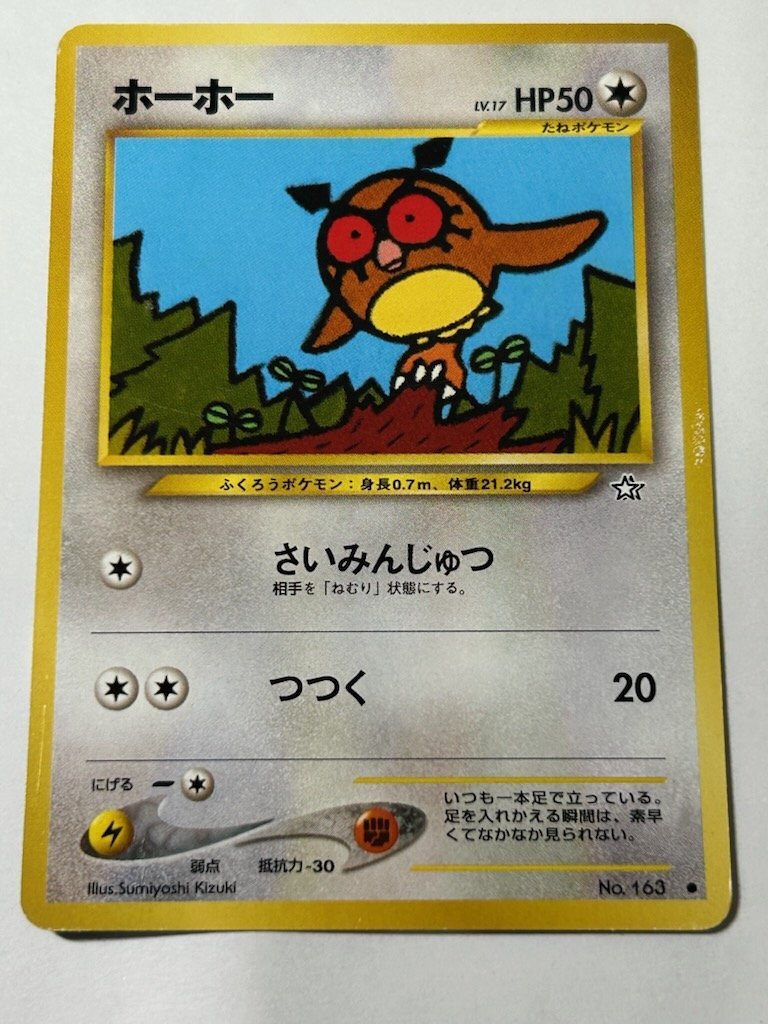 ホーホー
LV.17 HP50
たねポケモン
ふくろうポケモン：身長0.7m、体重21.2kg
さいみんじゅつ
相手を「ねむり」状態にする。
つつく 20
にげる
いつも一本足で立っている。
足を入れかえる瞬間は、素早
くてなかなか見られない。
弱点 抵抗力-30
Illus.Sumiyoshi Kizuki
No. 163